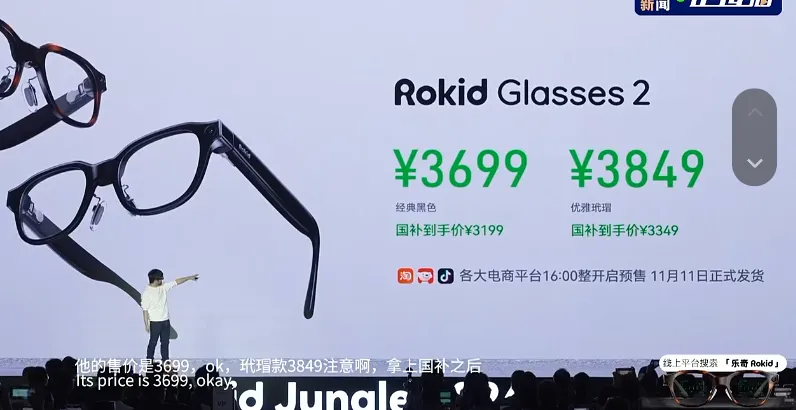 新闻
Rokid Glasses 2
¥3699 ¥3849
经典黑色 优雅玳瑁
国补到手价¥3199 国补到手价¥3349
淘 各大电商平台16:00整开启预售 11月11日正式发货
Rokid
线上平台搜索「乐奇 Rokid」
他的售价是3699，ok，玳瑁款3849注意啊，拿上国补之后
Its price is 3699, okay,
d Jungle